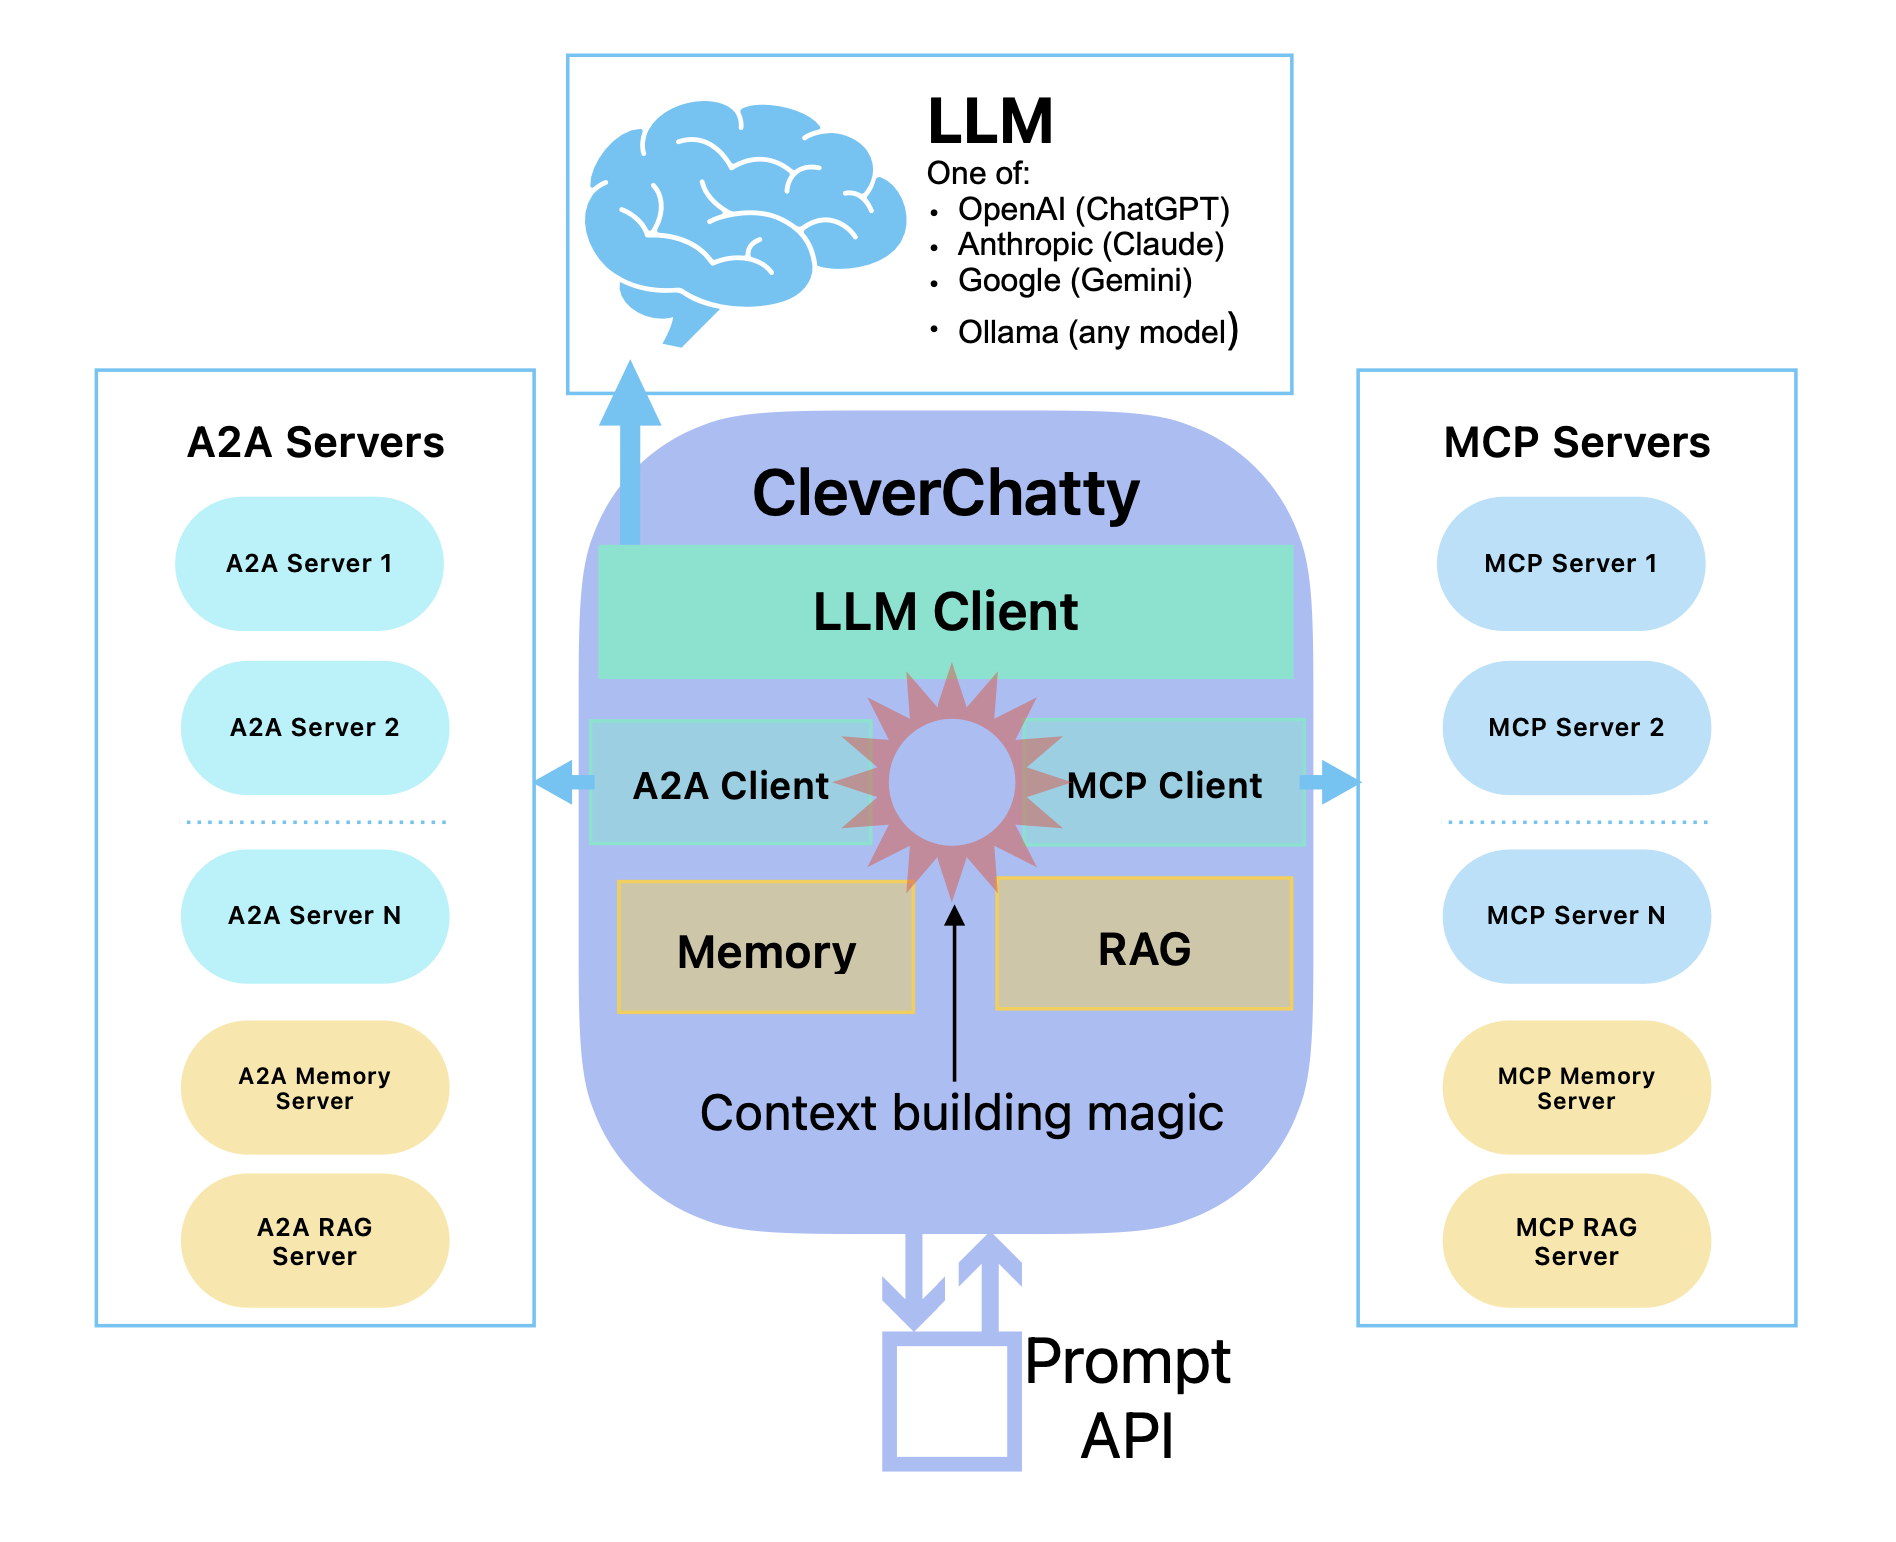 LLM
One of:
• OpenAI (ChatGPT)
• Anthropic (Claude)
• Google (Gemini)
• Ollama (any model)
A2A Servers
A2A Server 1
A2A Server 2
A2A Server N
A2A Memory
Server
A2A RAG
Server
CleverChatty
LLM Client
A2A Client
MCP Client
Memory
RAG
Context building magic
MCP Servers
MCP Server 1
MCP Server 2
MCP Server N
MCP Memory
Server
MCP RAG
Server
Prompt
API